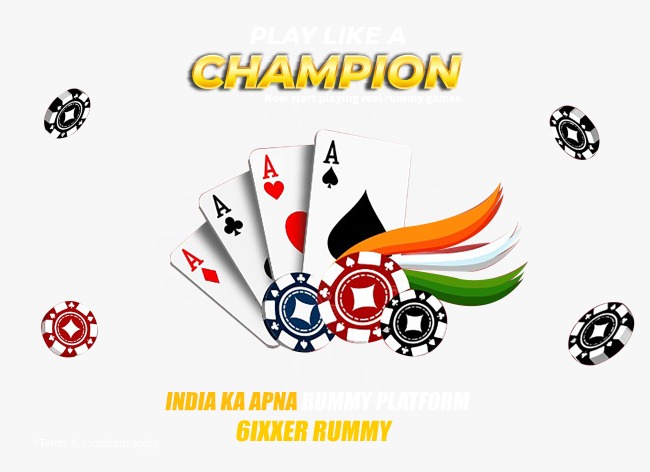 PLAY LIKE A
CHAMPION
Now start playing real rummy games
A
A
A
A
INDIA KA APNA RUMMY PLATFORM
6IXXER RUMMY
*Terms & conditions apply